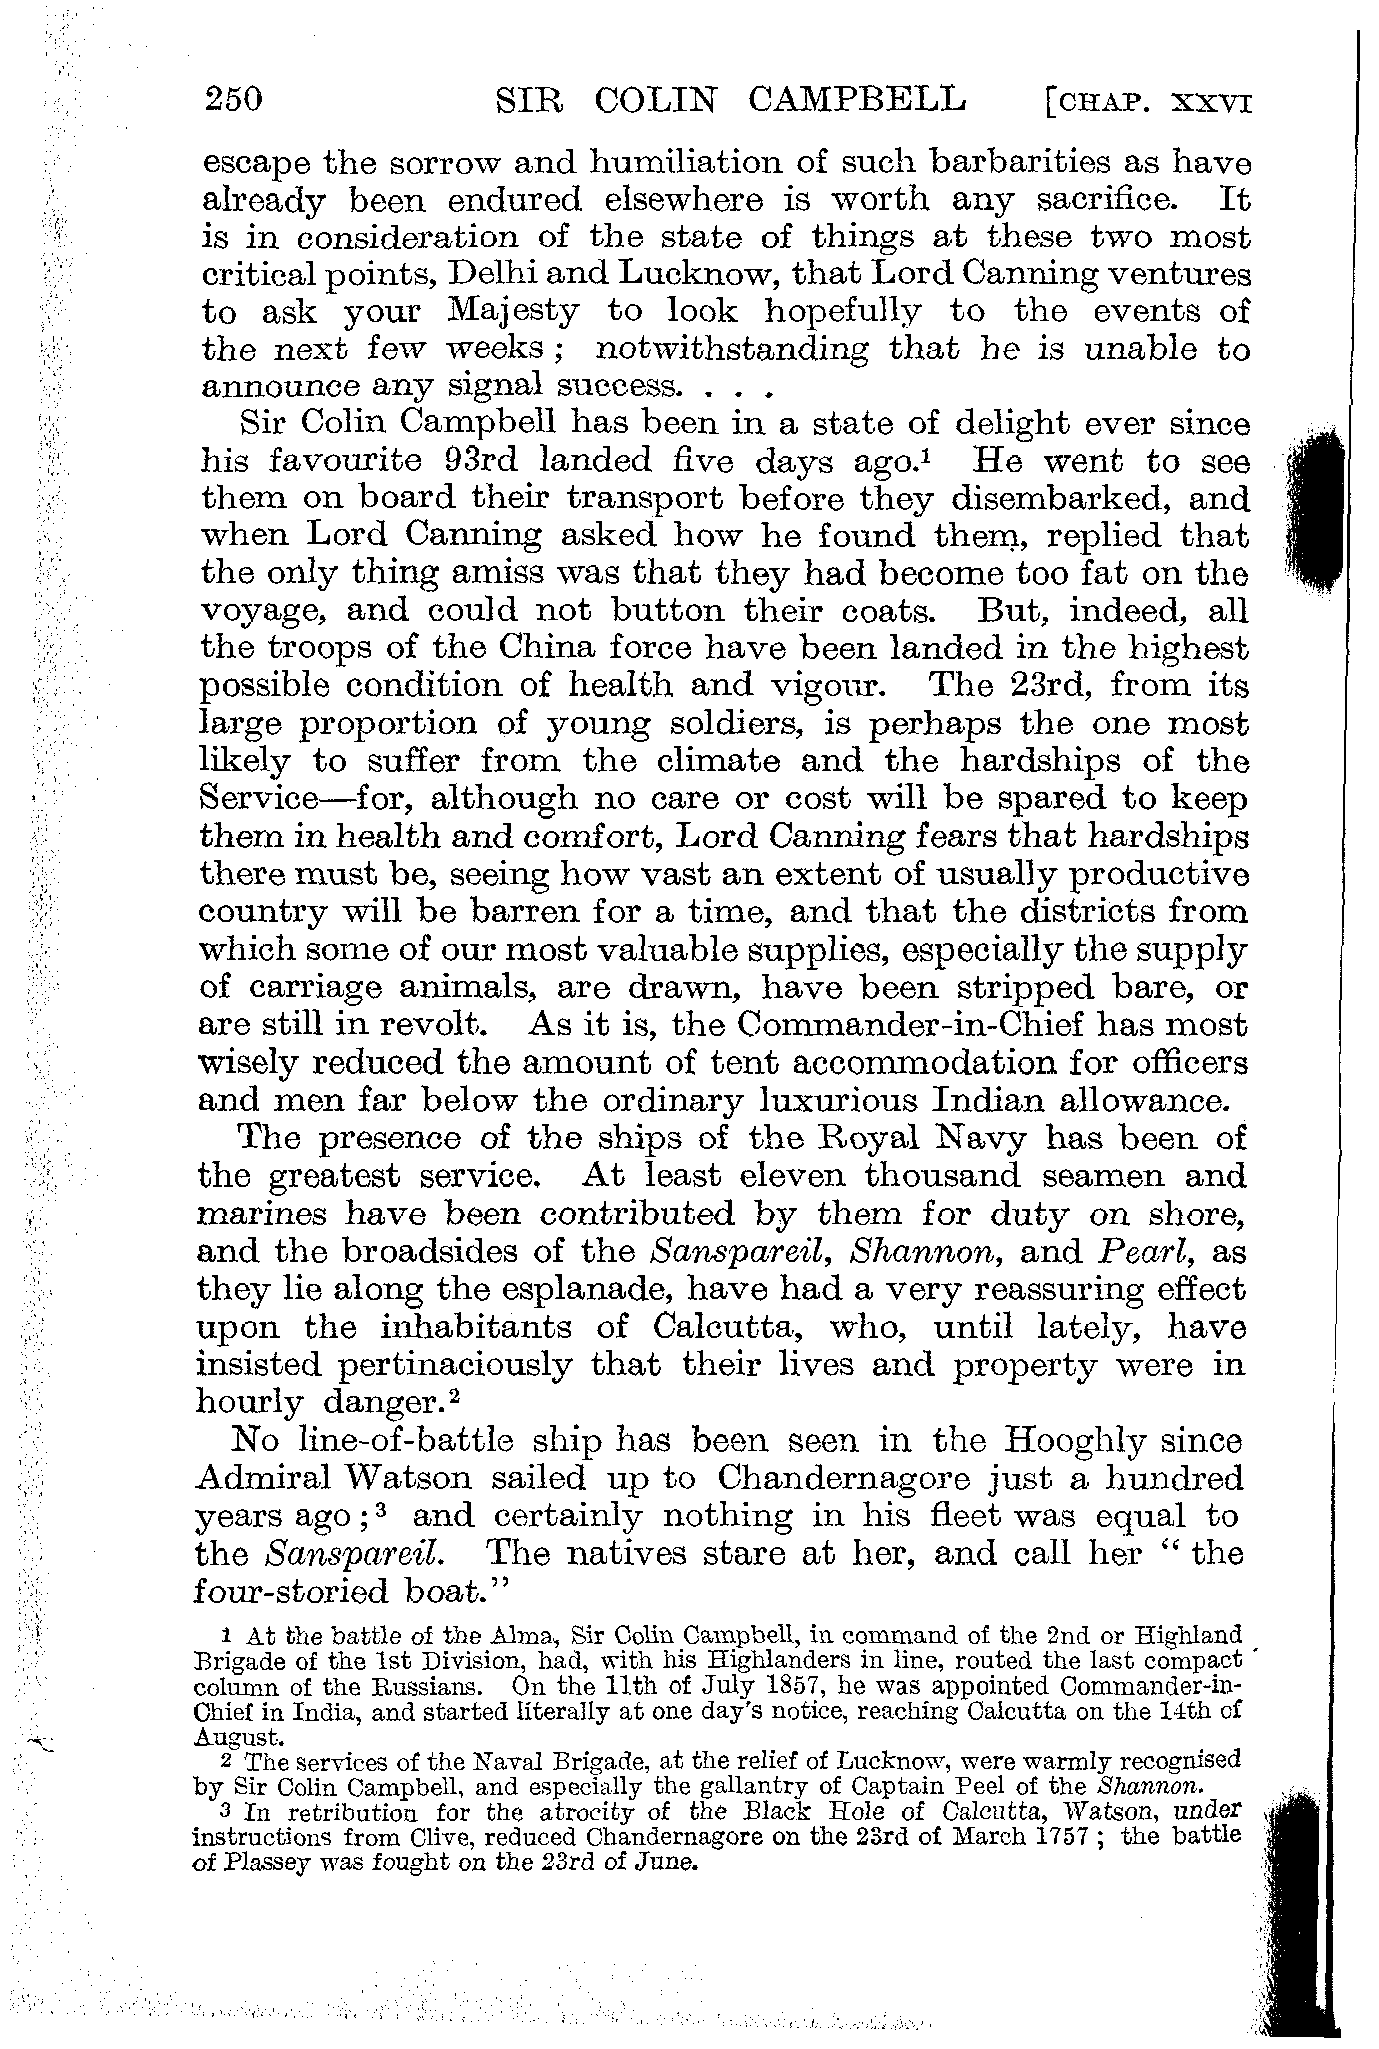 250 SIR COLIN CAMPBELL [CHAP. XXVI
escape the sorrow and humiliation of such barbarities as have
already been endured elsewhere is worth any sacrifice. It
is in consideration of the state of things at these two most
critical points, Delhi and Lucknow, that Lord Canning ventures
to ask your Majesty to look hopefully to the events of
the next few weeks ; notwithstanding that he is unable to
announce any signal success. . . .
Sir Colin Campbell has been in a state of delight ever since
his favourite 93rd landed five days ago.¹ He went to see
them on board their transport before they disembarked, and
when Lord Canning asked how he found them, replied that
the only thing amiss was that they had become too fat on the
voyage, and could not button their coats. But, indeed, all
the troops of the China force have been landed in the highest
possible condition of health and vigour. The 23rd, from its
large proportion of young soldiers, is perhaps the one most
likely to suffer from the climate and the hardships of the
Service—for, although no care or cost will be spared to keep
them in health and comfort, Lord Canning fears that hardships
there must be, seeing how vast an extent of usually productive
country will be barren for a time, and that the districts from
which some of our most valuable supplies, especially the supply
of carriage animals, are drawn, have been stripped bare, or
are still in revolt. As it is, the Commander-in-Chief has most
wisely reduced the amount of tent accommodation for officers
and men far below the ordinary luxurious Indian allowance.
The presence of the ships of the Royal Navy has been of
the greatest service. At least eleven thousand seamen and
marines have been contributed by them for duty on shore,
and the broadsides of the Sanspareil, Shannon, and Pearl, as
they lie along the esplanade, have had a very reassuring effect
upon the inhabitants of Calcutta, who, until lately, have
insisted pertinaciously that their lives and property were in
hourly danger.²
No line-of-battle ship has been seen in the Hooghly since
Admiral Watson sailed up to Chandernagore just a hundred
years ago ;³ and certainly nothing in his fleet was equal to
the Sanspareil. The natives stare at her, and call her “ the
four-storied boat.”
1 At the battle of the Alma, Sir Colin Campbell, in command of the 2nd or Highland
Brigade of the 1st Division, had, with his Highlanders in line, routed the last compact
column of the Russians. On the 11th of July 1857, he was appointed Commander-in-
Chief in India, and started literally at one day's notice, reaching Calcutta on the 14th of
August.
2 The services of the Naval Brigade, at the relief of Lucknow, were warmly recognised
by Sir Colin Campbell, and especially the gallantry of Captain Peel of the Shannon.
3 In retribution for the atrocity of the Black Hole of Calcutta, Watson, under
instructions from Clive, reduced Chandernagore on the 23rd of March 1757 ; the battle
of Plassey was fought on the 23rd of June.